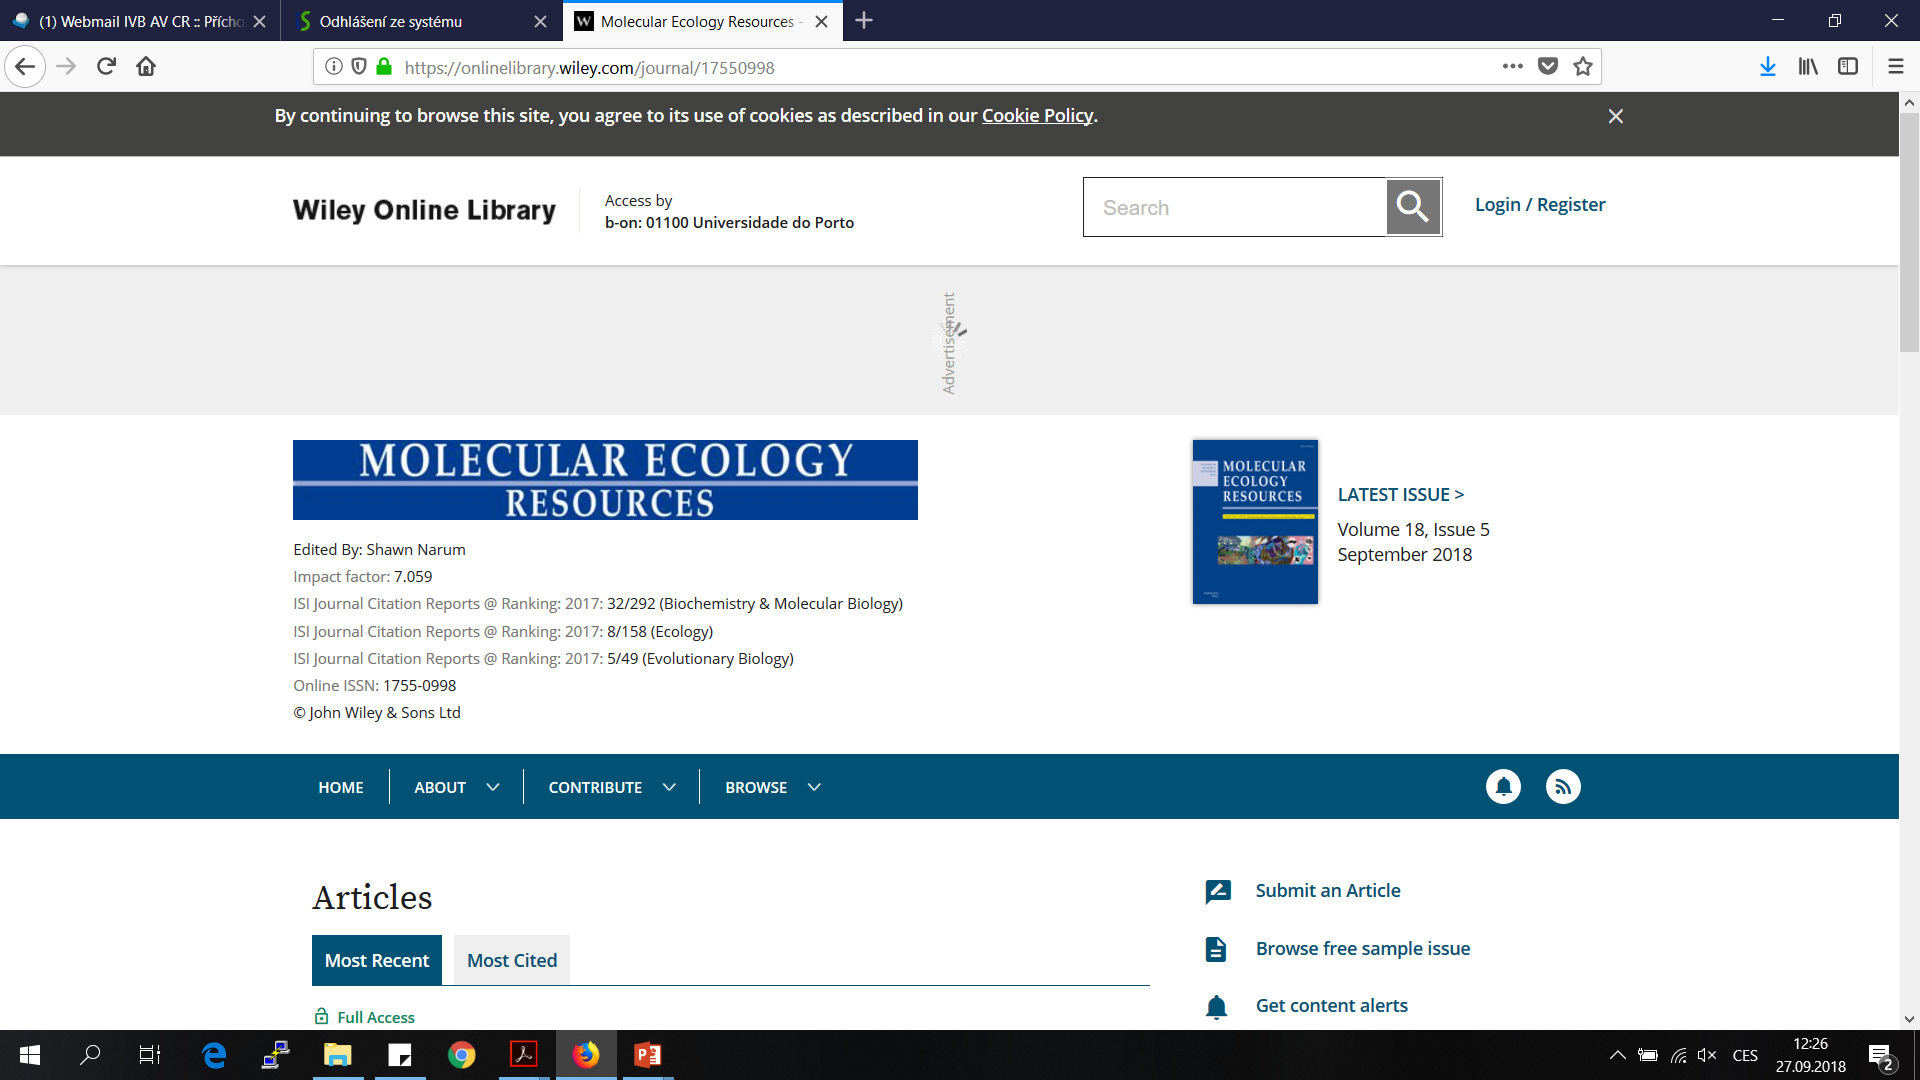 (1) Webmail IVB AV CR :: Přícho
Odhlášení ze systému
Molecular Ecology Resources -
https://onlinelibrary.wiley.com/journal/17550998
By continuing to browse this site, you agree to its use of cookies as described in our Cookie Policy.
Wiley Online Library
Access by
b-on: 01100 Universidade do Porto
Search
Login / Register
Advertisement
MOLECULAR ECOLOGY
RESOURCES
Edited By: Shawn Narum
Impact factor: 7.059
ISI Journal Citation Reports @ Ranking: 2017: 32/292 (Biochemistry & Molecular Biology)
ISI Journal Citation Reports @ Ranking: 2017: 8/158 (Ecology)
ISI Journal Citation Reports @ Ranking: 2017: 5/49 (Evolutionary Biology)
Online ISSN: 1755-0998
© John Wiley & Sons Ltd
MOLECULAR
ECOLOGY
RESOURCES
LATEST ISSUE >
Volume 18, Issue 5
September 2018
HOME
ABOUT
CONTRIBUTE
BROWSE
Articles
Most Recent
Most Cited
Full Access
Submit an Article
Browse free sample issue
Get content alerts
CES
12:26
27.09.2018
2